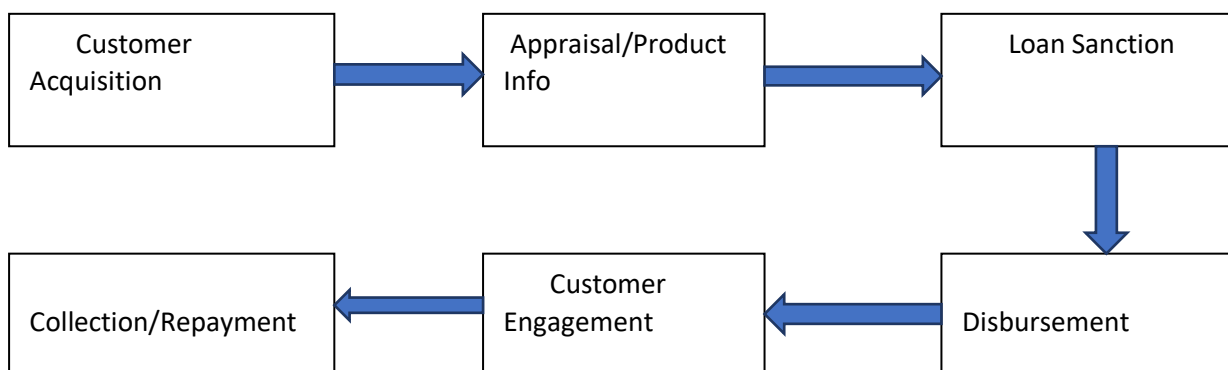 Customer
Acquisition
Appraisal/Product
Info
Loan Sanction
Collection/Repayment
Customer
Engagement
Disbursement